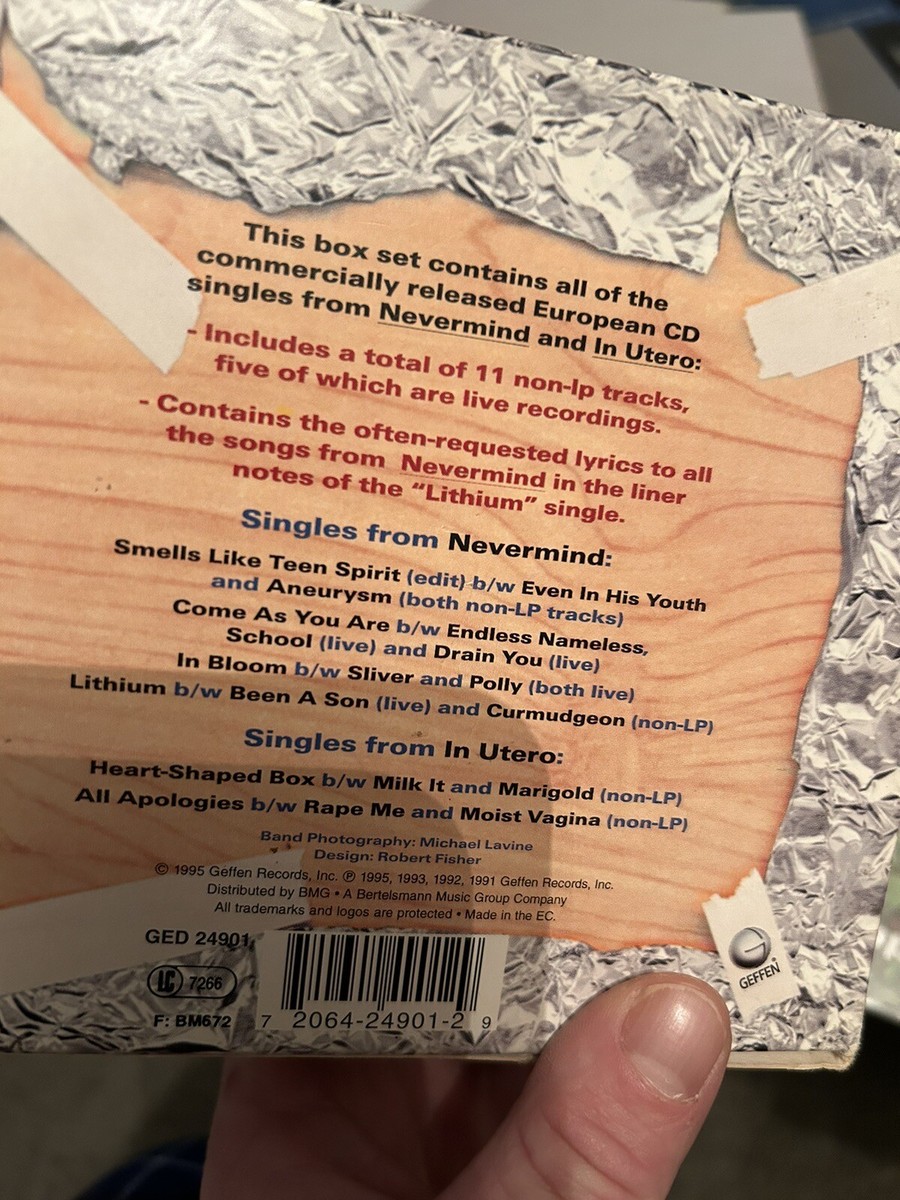 This box set contains all of the
commercially released European CD
singles from Nevermind and In Utero:
- Includes a total of 11 non-lp tracks,
five of which are live recordings.
- Contains the often-requested lyrics to all
the songs from Nevermind in the liner
notes of the “Lithium” single.
Singles from Nevermind:
Smells Like Teen Spirit (edit) b/w Even In His Youth
and Aneurysm (both non-LP tracks)
Come As You Are b/w Endless Nameless,
School (live) and Drain You (live)
In Bloom b/w Sliver and Polly (both live)
Lithium b/w Been A Son (live) and Curmudgeon (non-LP)
Singles from In Utero:
Heart-Shaped Box b/w Milk It and Marigold (non-LP)
All Apologies b/w Rape Me and Moist Vagina (non-LP)
Band Photography: Michael Lavine
Design: Robert Fisher
© 1995 Geffen Records, Inc. ℗ 1995, 1993, 1992, 1991 Geffen Records, Inc.
Distributed by BMG • A Bertelsmann Music Group Company
All trademarks and logos are protected • Made in the EC.
GED 24901
LC 7266
F: BM672
7 2064-24901-2 9
GEFFEN®